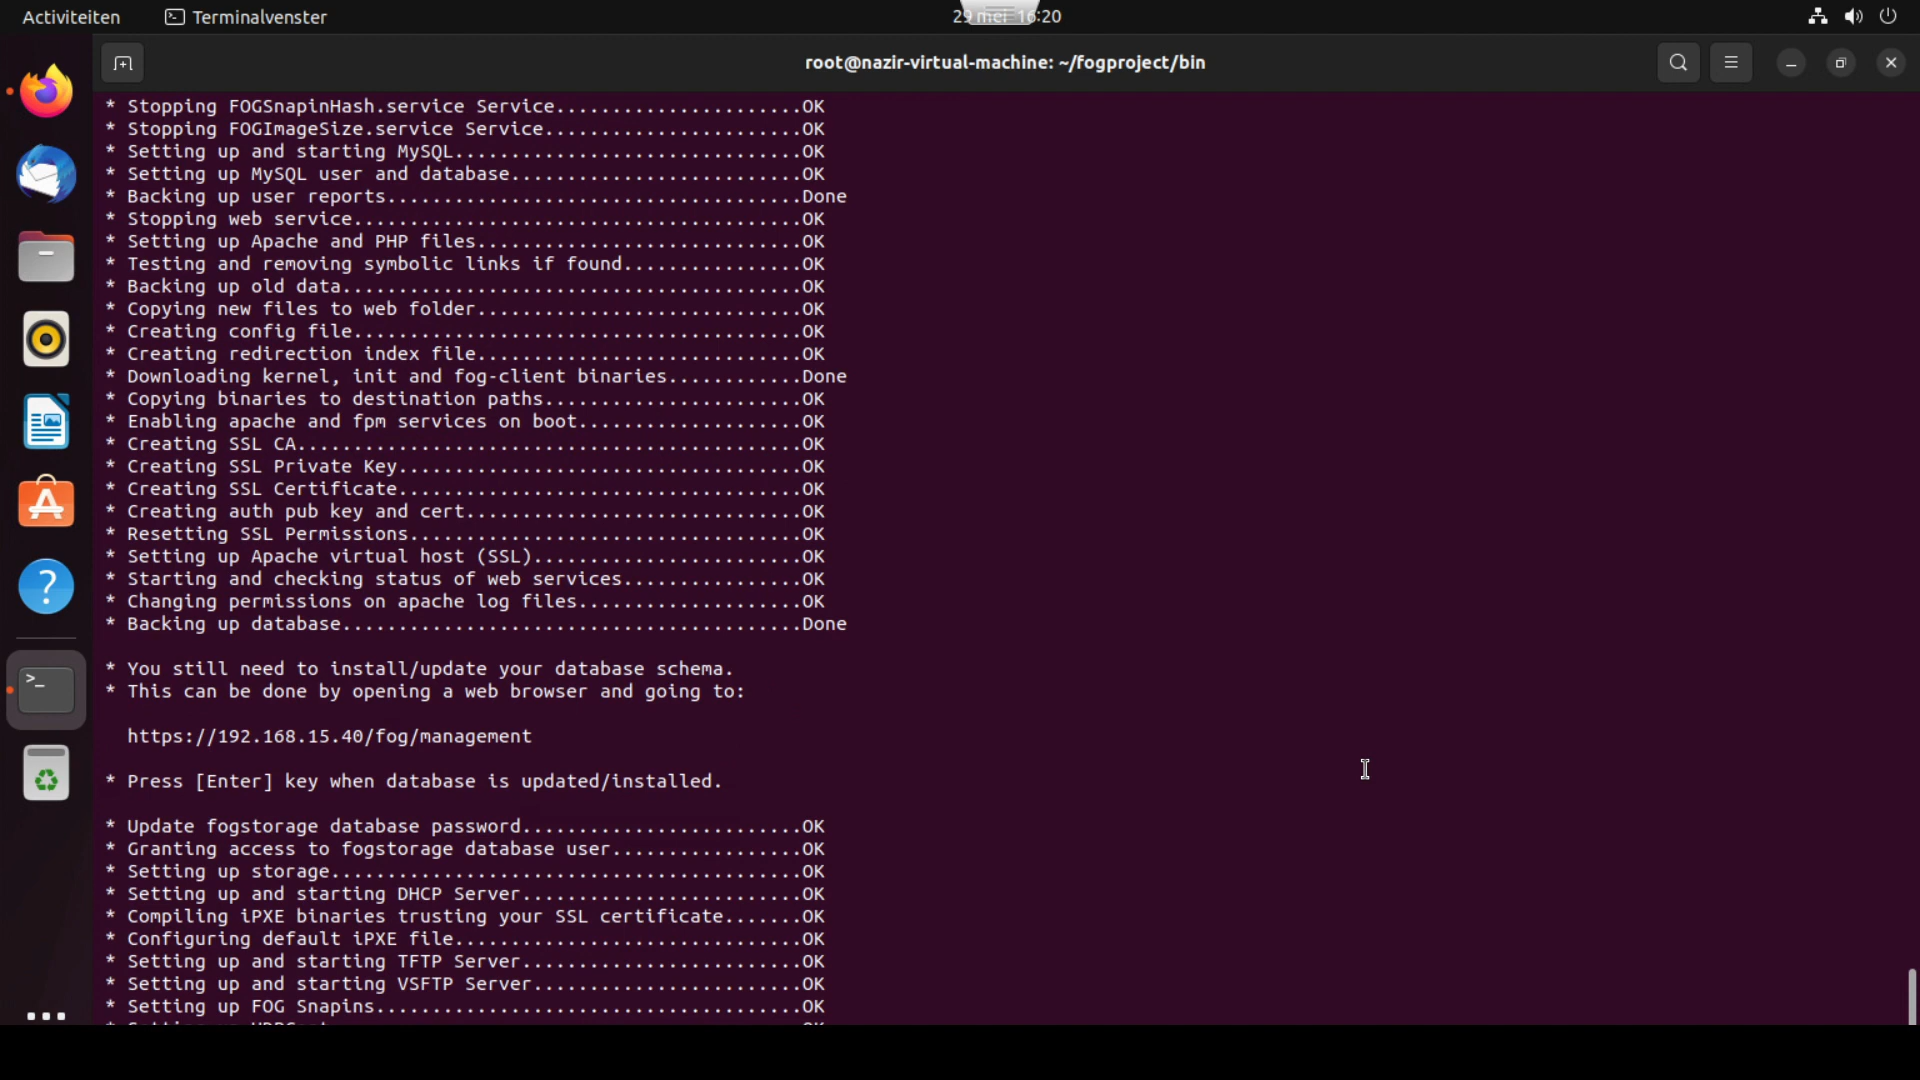 Activiteiten
Terminalvenster
29 mei 16:20
root@nazir-virtual-machine: ~/fogproject/bin
* Stopping FOGSnapinHash.service Service......................OK
* Stopping FOGImageSize.service Service.......................OK
* Setting up and starting MySQL...............................OK
* Setting up MySQL user and database..........................OK
* Backing up user reports.....................................Done
* Stopping web service........................................OK
* Setting up Apache and PHP files.............................OK
* Testing and removing symbolic links if found................OK
* Backing up old data.........................................OK
* Copying new files to web folder.............................OK
* Creating config file........................................OK
* Creating redirection index file.............................OK
* Downloading kernel, init and fog-client binaries............Done
* Copying binaries to destination paths.......................OK
* Enabling apache and fpm services on boot....................OK
* Creating SSL CA.............................................OK
* Creating SSL Private Key....................................OK
* Creating SSL Certificate....................................OK
* Creating auth pub key and cert..............................OK
* Resetting SSL Permissions...................................OK
* Setting up Apache virtual host (SSL)........................OK
* Starting and checking status of web services................OK
* Changing permissions on apache log files....................OK
* Backing up database.........................................Done
* You still need to install/update your database schema.
* This can be done by opening a web browser and going to:
https://192.168.15.40/fog/management
* Press [Enter] key when database is updated/installed.
* Update fogstorage database password.........................OK
* Granting access to fogstorage database user.................OK
* Setting up storage..........................................OK
* Setting up and starting DHCP Server.........................OK
* Compiling iPXE binaries trusting your SSL certificate.......OK
* Configuring default iPXE file...............................OK
* Setting up and starting TFTP Server.........................OK
* Setting up and starting VSFTP Server........................OK
* Setting up FOG Snapins......................................OK